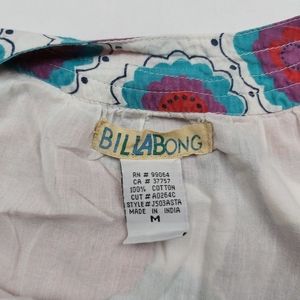 BILLABONG
RN # 99064
CA # 37757
100% COTTON
CUT # A0264C
STYLE# J503ASTA
MADE IN INDIA
M